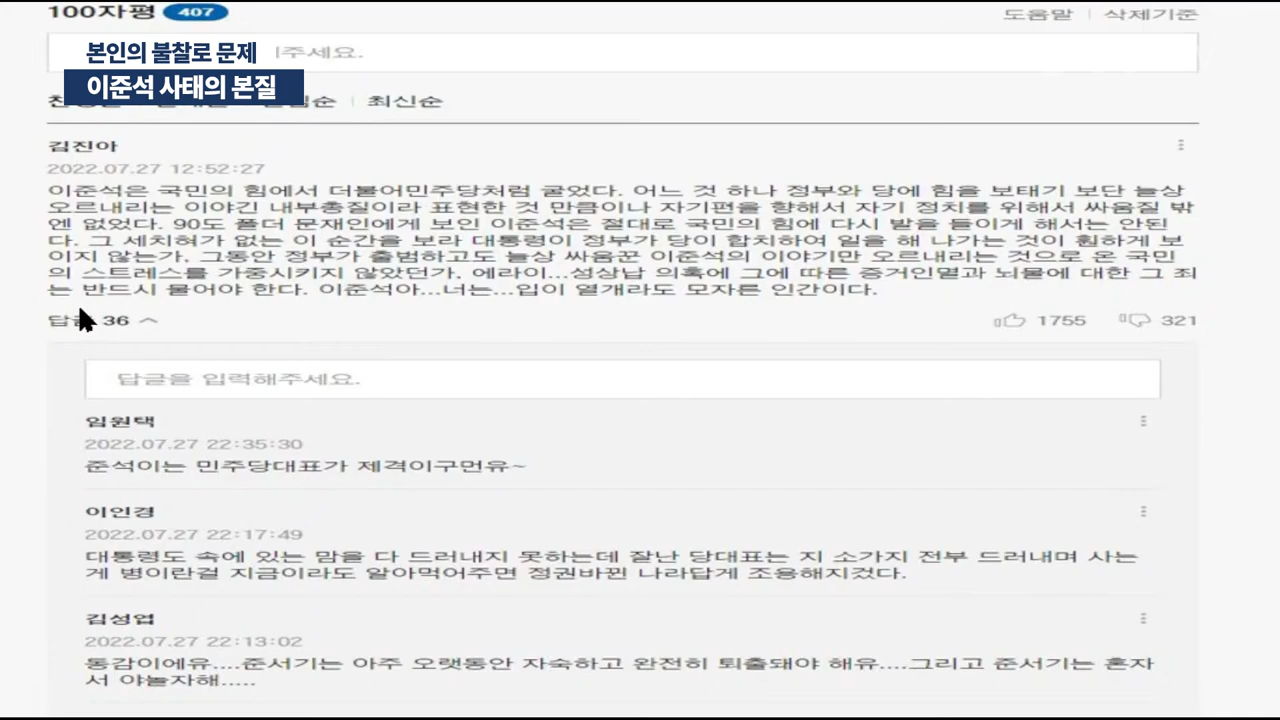 100자평 407
도움말 | 삭제기준
본인의 불찰로 문제
주세요.
이준석 사태의 본질
최신순
김진아
2022.07.27 12:52:27
이준석은 국민의 힘에서 더불어민주당처럼 굴었다. 어느 것 하나 정부와 당에 힘을 보태기 보단 늘상
오르내리는 이야긴 내부총질이라 표현한 것 만큼이나 자기편을 향해서 자기 정치를 위해서 싸움질 밖
엔 없었다. 90도 폴더 문재인에게 보인 이준석은 절대로 국민의 힘에 다시 발을 들이게 해서는 안된
다. 그 세치혀가 없는 이 순간을 보라 대통령이 정부가 당이 합치하여 일을 해 나가는 것이 훤하게 보
이지 않는가, 그동안 정부가 출범하고도 늘상 싸움꾼 이준석의 이야기만 오르내리는 것으로 온 국민
의 스트레스를 가중시키지 않았던가. 에라이...성상납 의혹에 그에 따른 증거인멸과 뇌물에 대한 그 죄
는 반드시 물어야 한다. 이준석아...너는...입이 열개라도 모자른 인간이다.
답글 36
1755 321
답글을 입력해주세요.
임원택
2022.07.27 22:35:30
준석이는 민주당대표가 제격이구먼유~
이인경
2022.07.27 22:17:49
대통령도 속에 있는 맘을 다 드러내지 못하는데 잘난 당대표는 지 소가지 전부 드러내며 사는
게 병이란걸 지금이라도 알아먹어주면 정권바뀐 나라답게 조용해지겠다.
김성엽
2022.07.27 22:13:02
동감이에유....준서기는 아주 오랫동안 자숙하고 완전히 퇴출돼야 해유....그리고 준서기는 혼자
서 야놀자해.....